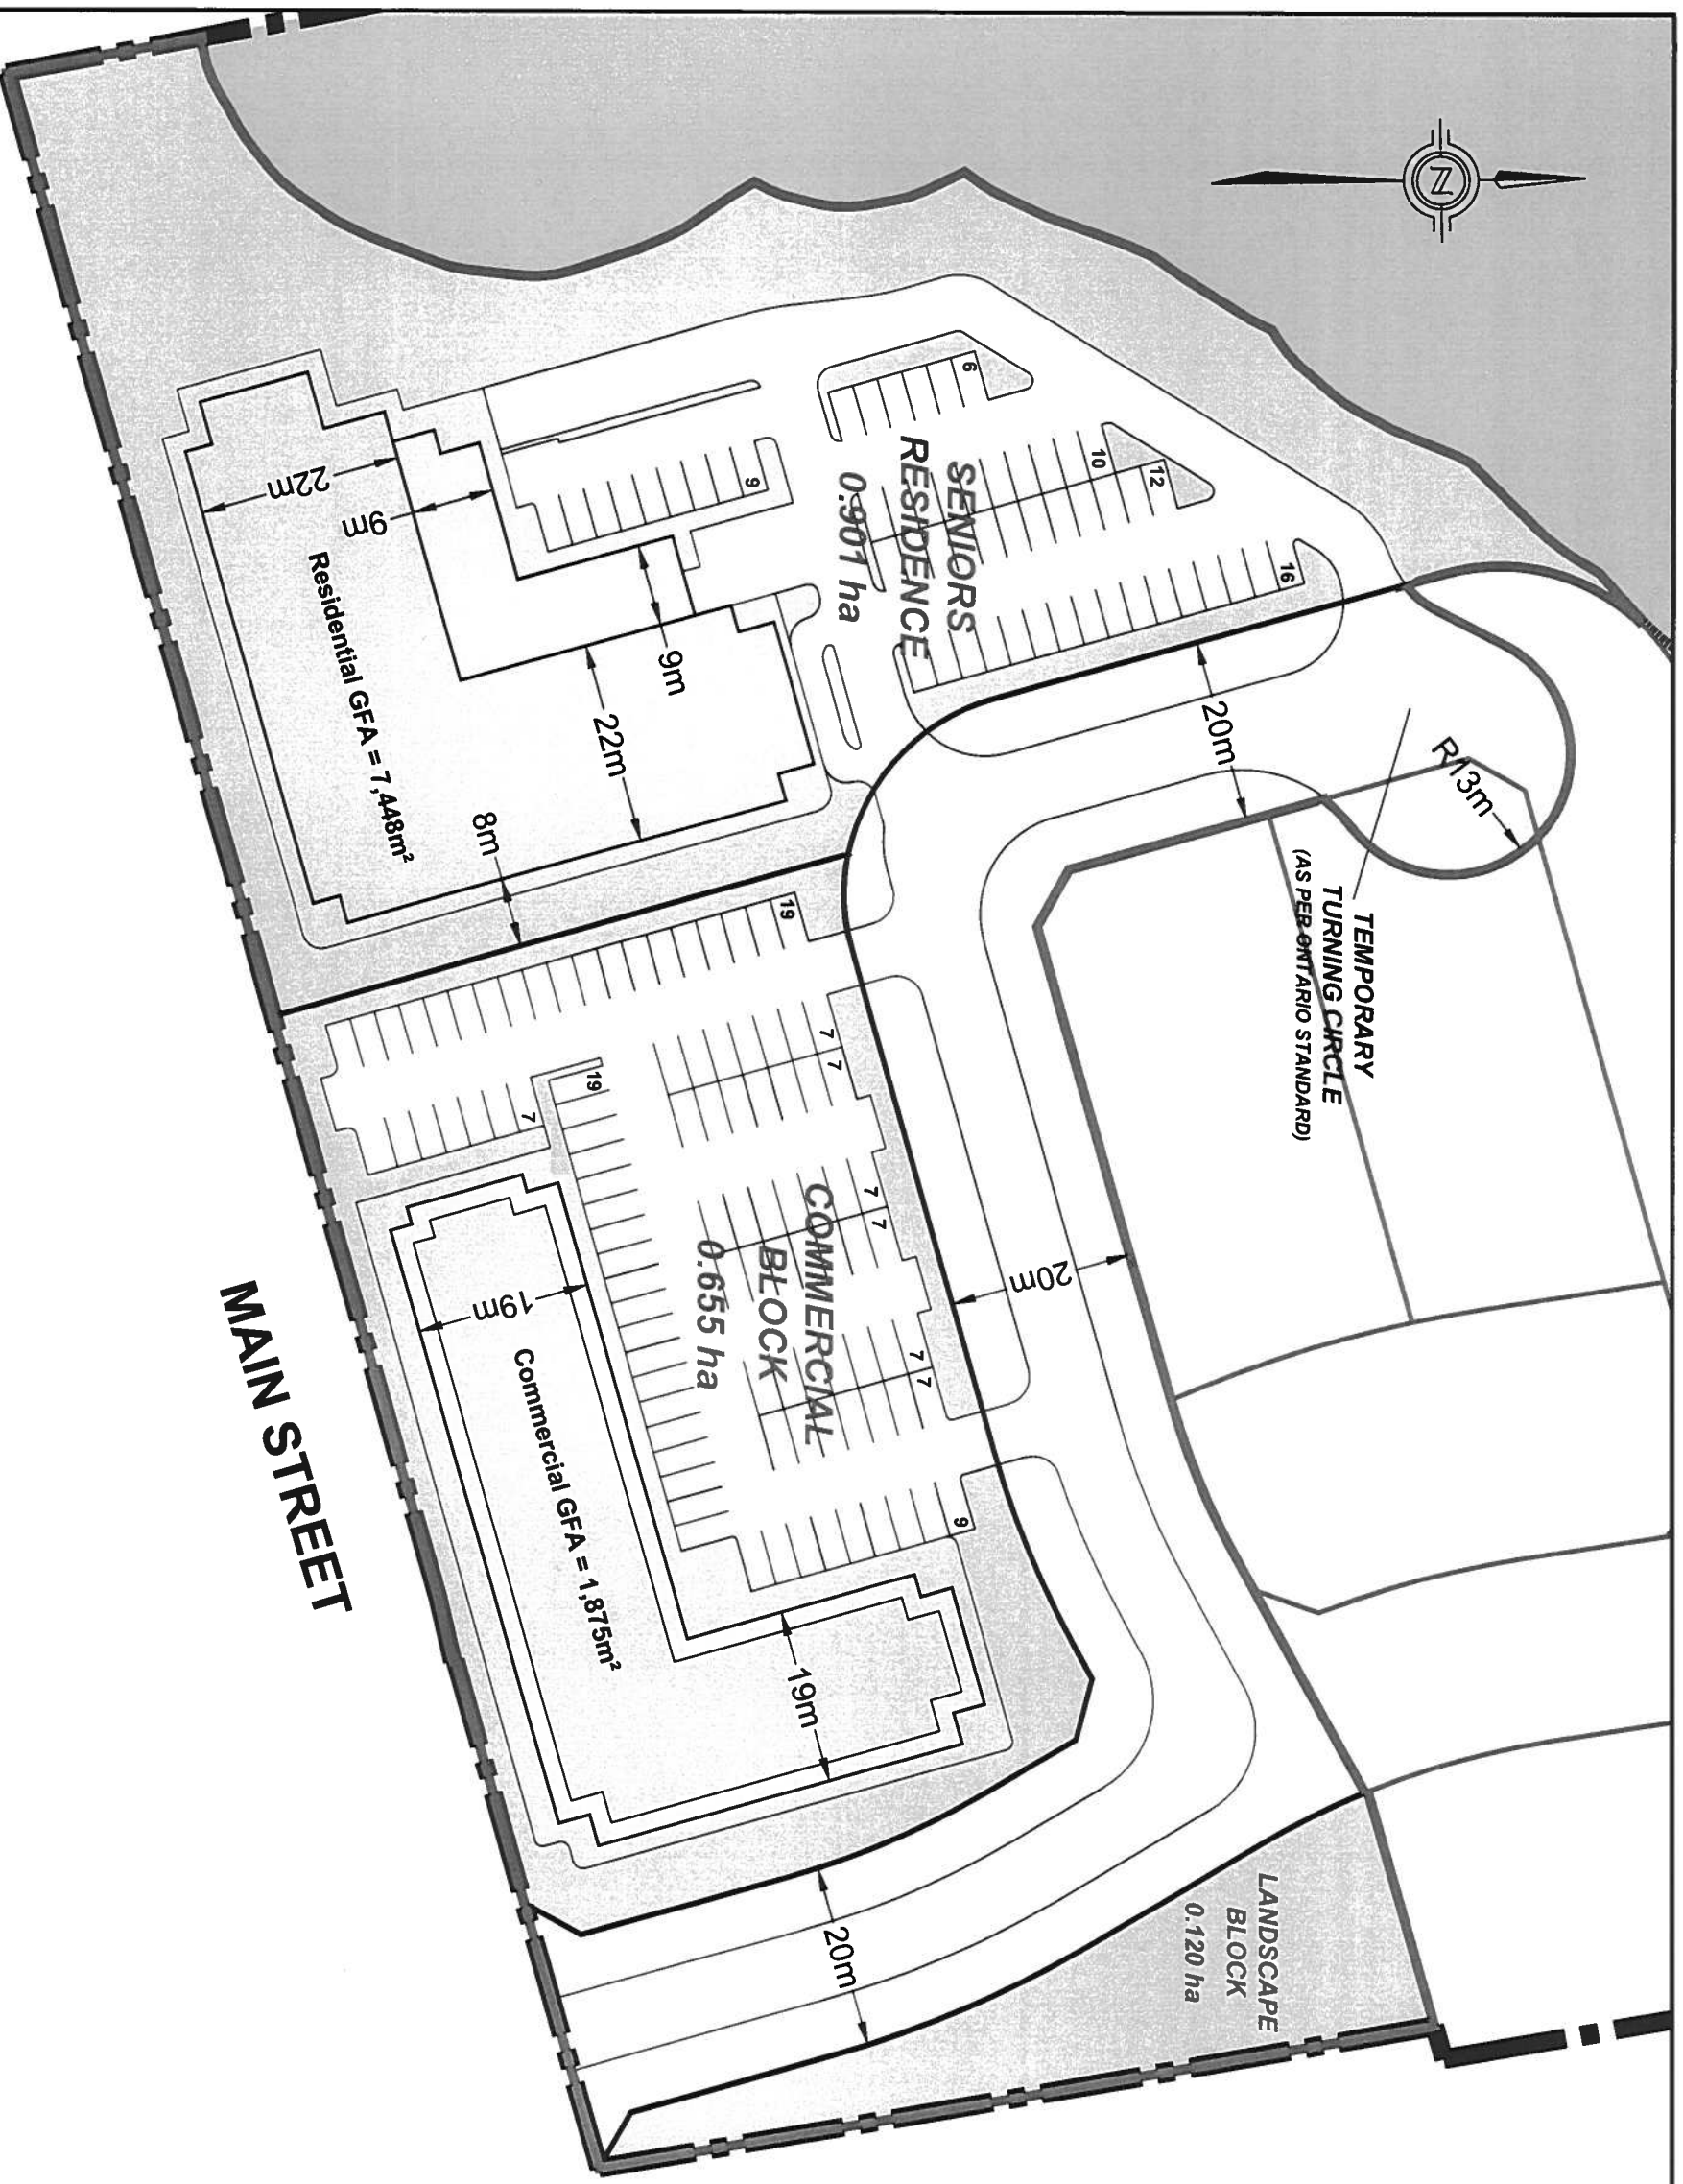 N
R13m
TEMPORARY
TURNING CIRCLE
(AS PER ONTARIO STANDARD)
20m
16
12
10
6
SENIORS
RESIDENCE
0.901 ha
9
9m
9m
22m
22m
8m
Residential GFA = 7,448m²
20m
19
7
7
7
7
7
7
9
19
7
COMMERCIAL
BLOCK
0.655 ha
19m
19m
Commercial GFA = 1,875m²
20m
LANDSCAPE
BLOCK
0.120 ha
MAIN STREET